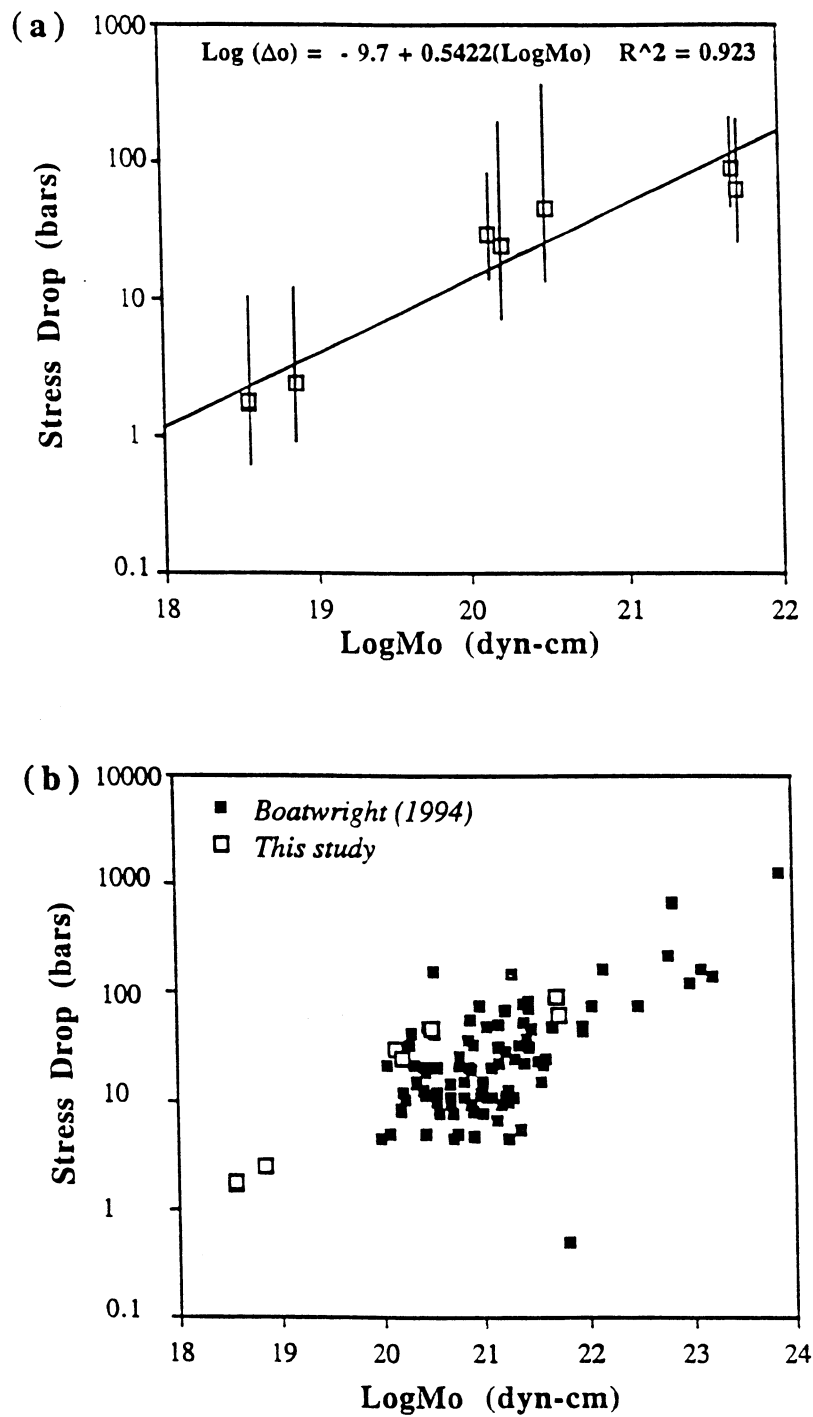 (a)
1000
Log (Δo) = - 9.7 + 0.5422(LogMo) R^2 = 0.923
100
10
1
0.1
Stress Drop (bars)
18 19 20 21 22
LogMo (dyn-cm)
(b)
10000
Boatwright (1994)
This study
1000
100
10
1
0.1
Stress Drop (bars)
18 19 20 21 22 23 24
LogMo (dyn-cm)